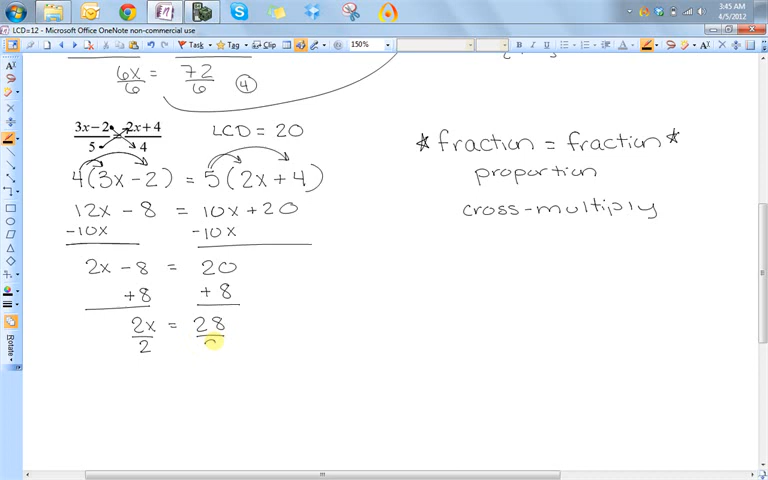 3:45 AM
4/5/2012
LCD=12 - Microsoft OneNote non-commercial use
Task
Tag
150%
6x = 72
6 6 4
3x – 2 = 2x + 4
5 4
LCD = 20
4(3x – 2) = 5(2x + 4)
12x – 8 = 10x + 20
-10x -10x
2x – 8 = 20
+8 +8
2x = 28
2
* fraction = fraction *
proportion
cross-multiply
Rotate